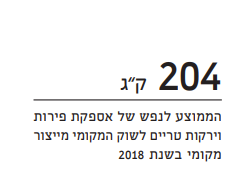 204 ק״ג
הממוצע לנפש של אספקת פירות
וירקות טריים לשוק המקומי מייצור
מקומי בשנת 2018